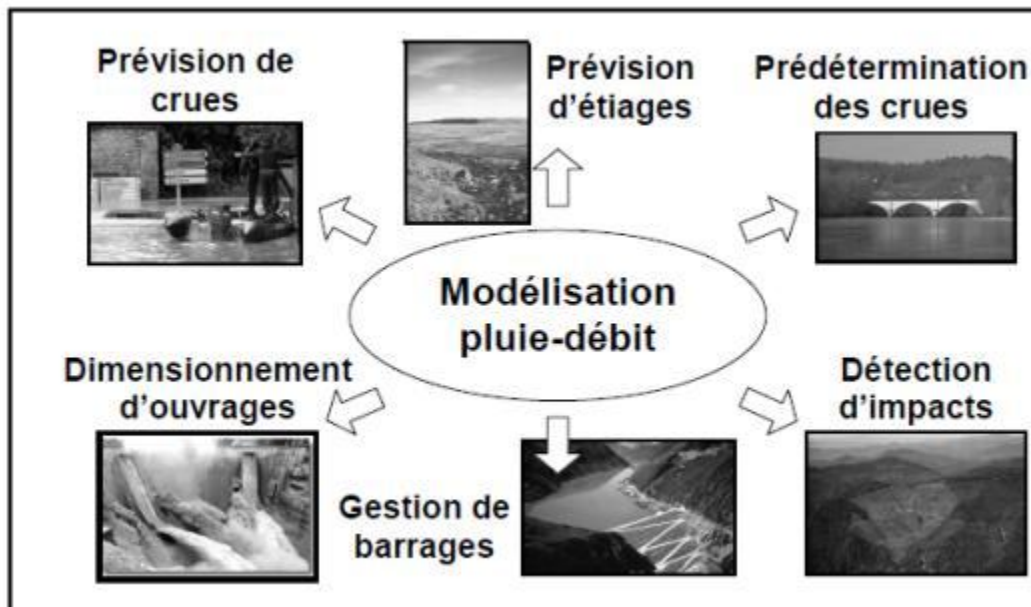 Prévision de
crues
Prévision
d'étiages
Prédétermination
des crues
Modélisation
pluie-débit
Dimensionnement
d'ouvrages
Gestion de
barrages
Détection
d'impacts